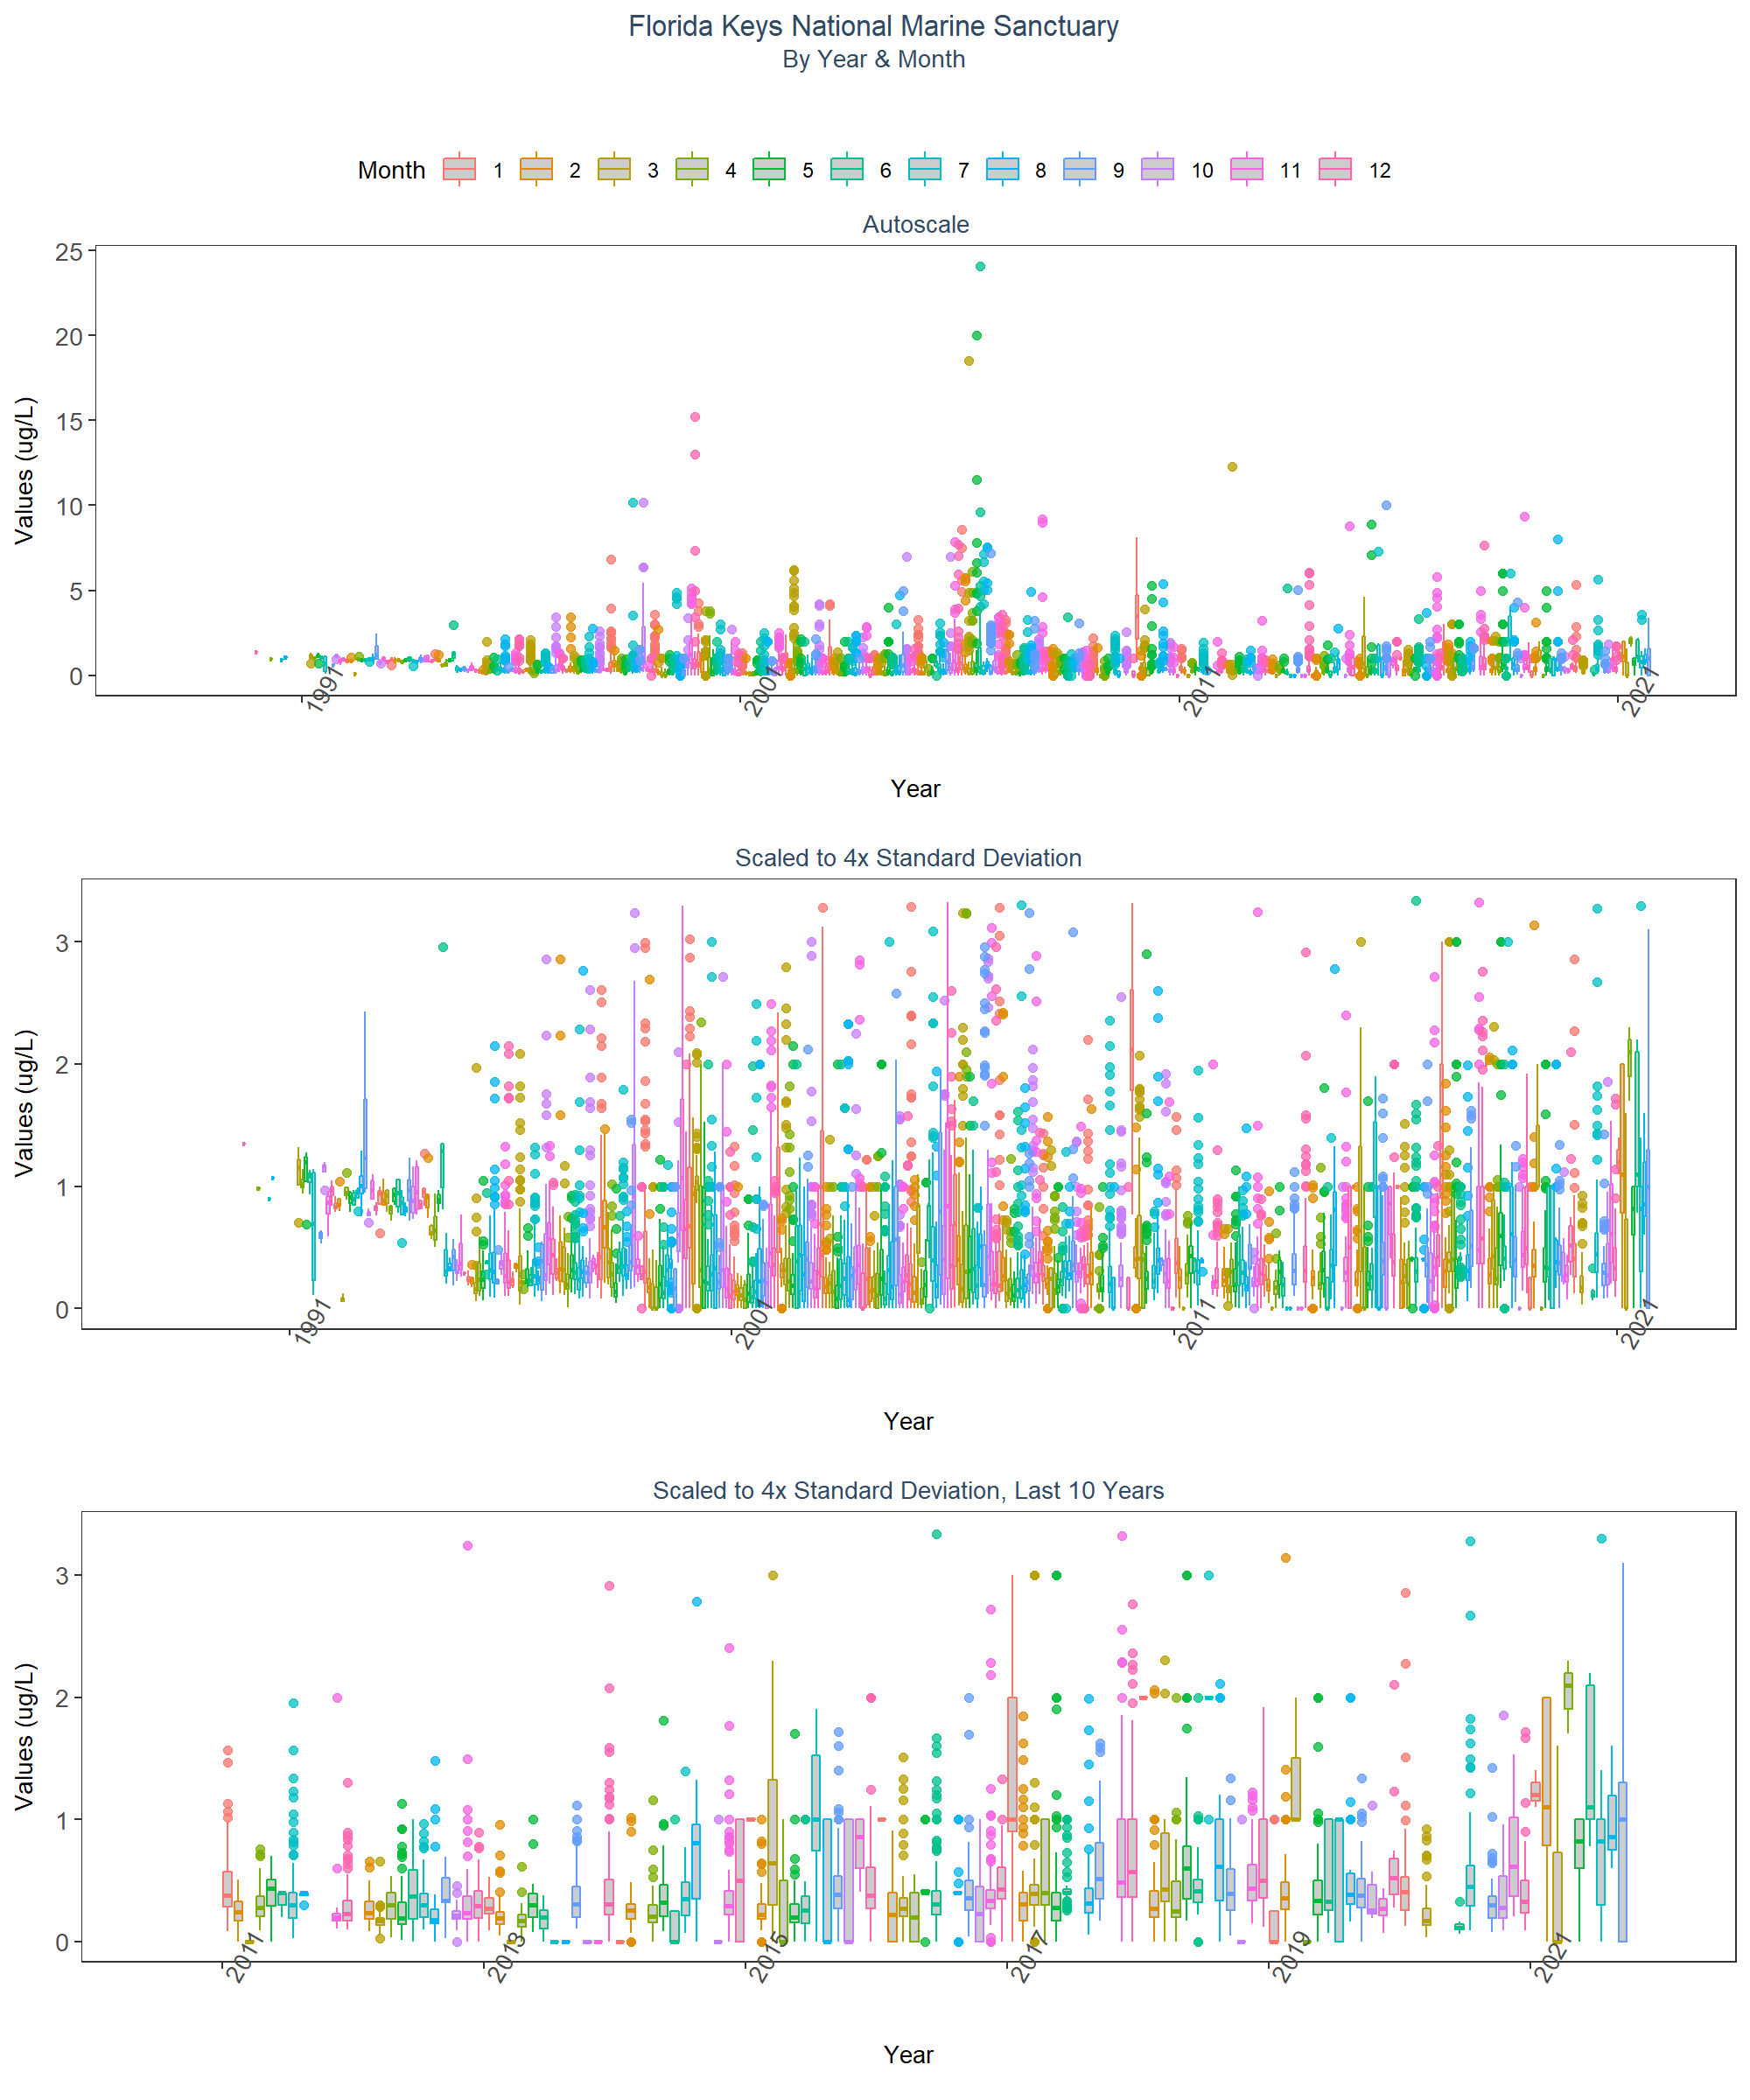 Florida Keys National Marine Sanctuary
By Year & Month
Month 1 2 3 4 5 6 7 8 9 10 11 12
Autoscale
Values (ug/L)
25
20
15
10
5
0
1991 2001 2011 2021
Year
Scaled to 4x Standard Deviation
Values (ug/L)
3
2
1
0
1991 2001 2011 2021
Year
Scaled to 4x Standard Deviation, Last 10 Years
Values (ug/L)
3
2
1
0
2011 2013 2015 2017 2019 2021
Year